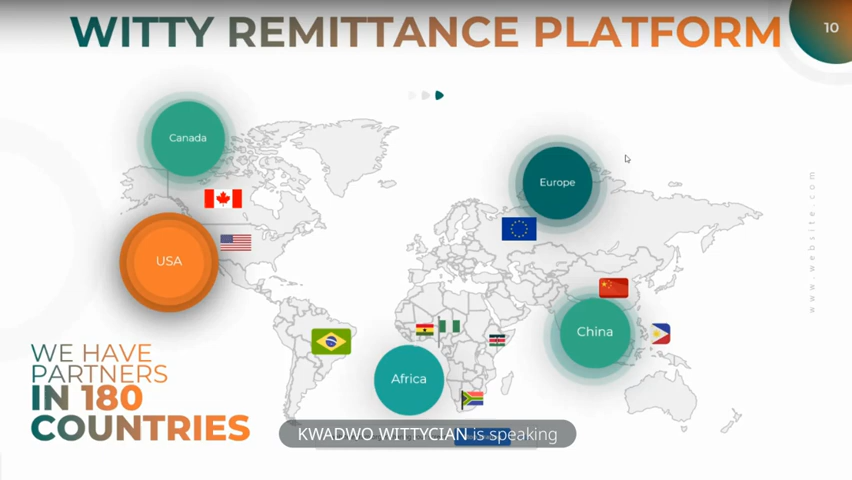 WITTY REMITTANCE PLATFORM
10
Canada
Europe
USA
China
Africa
www.website.com
WE HAVE
PARTNERS
IN 180
COUNTRIES
KWADWO WITTYCIAN is speaking